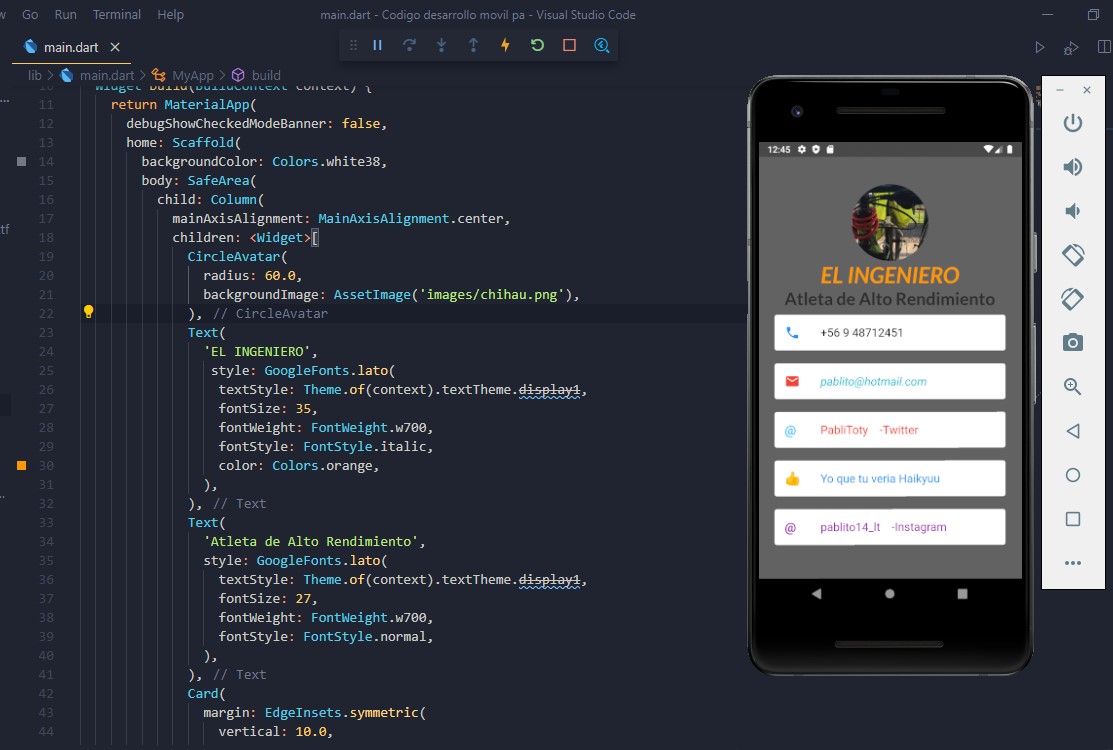 Go Run Terminal Help
main.dart - Codigo desarrollo movil pa - Visual Studio Code
main.dart
lib > main.dart > MyApp > build
10 Widget build(BuildContext context) {
11 return MaterialApp(
12 debugShowCheckedModeBanner: false,
13 home: Scaffold(
14 backgroundColor: Colors.white38,
15 body: SafeArea(
16 child: Column(
17 mainAxisAlignment: MainAxisAlignment.center,
18 children: <Widget>[
19 CircleAvatar(
20 radius: 60.0,
21 backgroundImage: AssetImage('images/chihau.png'),
22 ), // CircleAvatar
23 Text(
24 'EL INGENIERO',
25 style: GoogleFonts.lato(
26 textStyle: Theme.of(context).textTheme.display1,
27 fontSize: 35,
28 fontWeight: FontWeight.w700,
29 fontStyle: FontStyle.italic,
30 color: Colors.orange,
31 ),
32 ), // Text
33 Text(
34 'Atleta de Alto Rendimiento',
35 style: GoogleFonts.lato(
36 textStyle: Theme.of(context).textTheme.display1,
37 fontSize: 27,
38 fontWeight: FontWeight.w700,
39 fontStyle: FontStyle.normal,
40 ),
41 ), // Text
42 Card(
43 margin: EdgeInsets.symmetric(
44 vertical: 10.0,
tf
12:45
EL INGENIERO
Atleta de Alto Rendimiento
+56 9 48712451
pablito@hotmail.com
@ PabliToty -Twitter
Yo que tu veria Haikyuu
@ pablito14_lt -Instagram